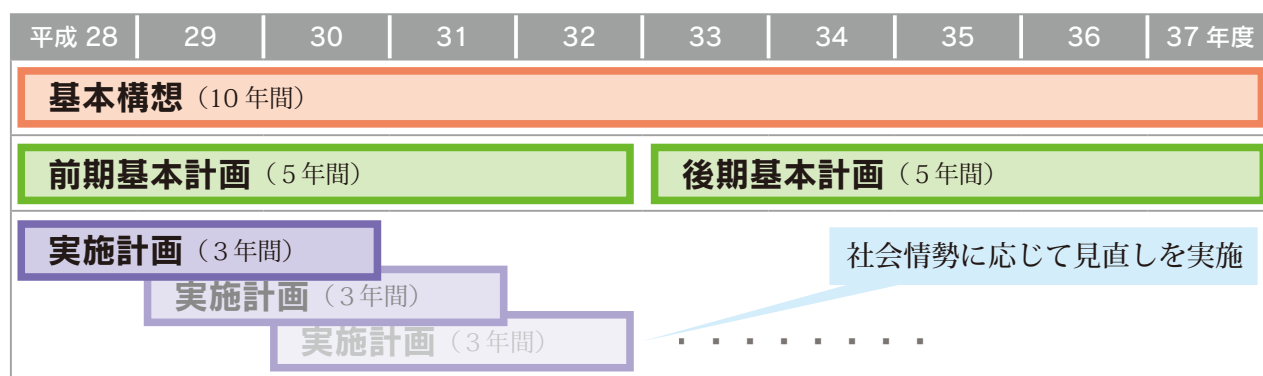 平成 28 29 30 31 32 33 34 35 36 37 年度
基本構想（10 年間）
前期基本計画（５年間） 後期基本計画（５年間）
実施計画（３年間） 社会情勢に応じて見直しを実施
実施計画（３年間）
実施計画（３年間）